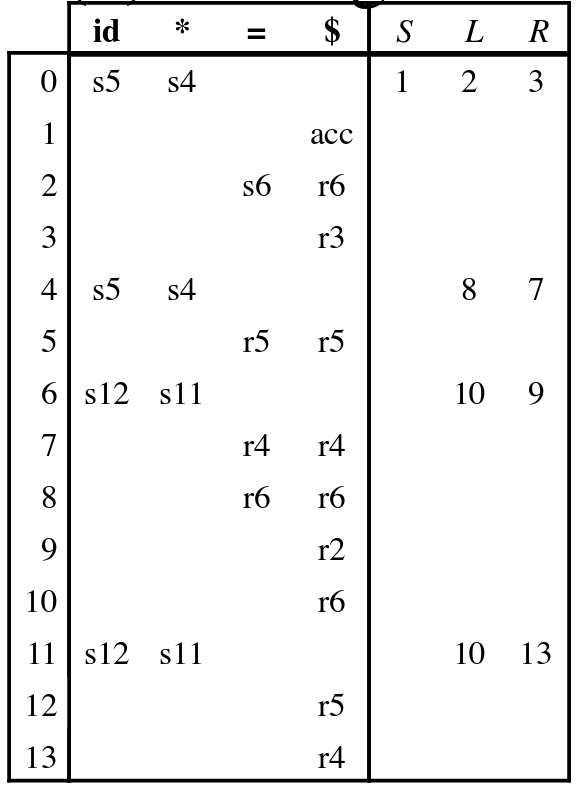 id * = $ S L R
0 s5 s4 1 2 3
1 acc
2 s6 r6
3 r3
4 s5 s4 8 7
5 r5 r5
6 s12 s11 10 9
7 r4 r4
8 r6 r6
9 r2
10 r6
11 s12 s11 10 13
12 r5
13 r4